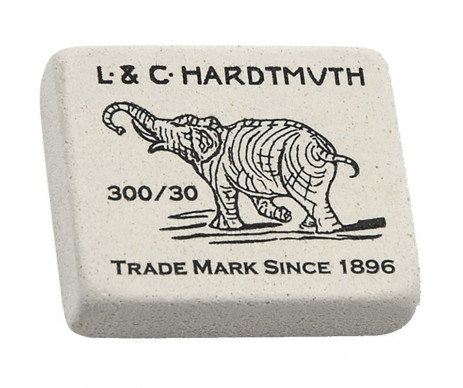 L. & C. HARDTMVTH
300/30
TRADE MARK SINCE 1896